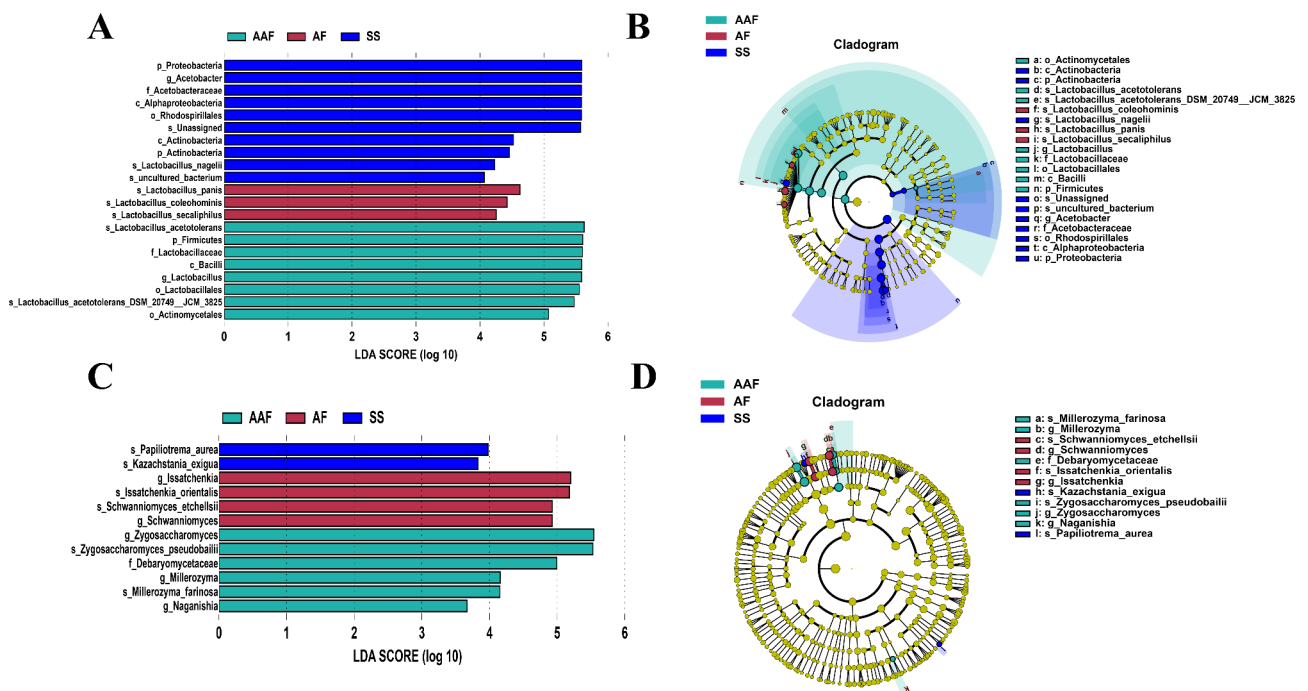 A
AAF AF SS
p_Proteobacteria
g_Acetobacter
f_Acetobacteraceae
c_Alphaproteobacteria
o_Rhodospirillales
s_Unassigned
c_Actinobacteria
p_Actinobacteria
s_Lactobacillus_nagelii
s_uncultured_bacterium
s_Lactobacillus_panis
s_Lactobacillus_coleohominis
s_Lactobacillus_secaliphilus
s_Lactobacillus_acetotolerans
p_Firmicutes
f_Lactobacillaceae
c_Bacilli
g_Lactobacillus
o_Lactobacillales
s_Lactobacillus_acetotolerans_DSM_20749__JCM_3825
o_Actinomycetales
0 1 2 3 4 5 6
LDA SCORE (log 10)
B
AAF
AF
SS
Cladogram
a: o_Actinomycetales
b: c_Actinobacteria
c: p_Actinobacteria
d: s_Lactobacillus_acetotolerans
e: s_Lactobacillus_acetotolerans_DSM_20749__JCM_3825
f: s_Lactobacillus_coleohominis
g: s_Lactobacillus_nagelii
h: s_Lactobacillus_panis
i: s_Lactobacillus_secaliphilus
j: g_Lactobacillus
k: f_Lactobacillaceae
l: o_Lactobacillales
m: c_Bacilli
n: p_Firmicutes
o: s_Unassigned
p: s_uncultured_bacterium
q: g_Acetobacter
r: f_Acetobacteraceae
s: o_Rhodospirillales
t: c_Alphaproteobacteria
u: p_Proteobacteria
C
AAF AF SS
s_Papiliotrema_aurea
s_Kazachstania_exigua
g_Issatchenkia
s_Issatchenkia_orientalis
s_Schwanniomyces_etchellsii
g_Schwanniomyces
g_Zygosaccharomyces
s_Zygosaccharomyces_pseudobailii
f_Debaryomycetaceae
g_Millerozyma
s_Millerozyma_farinosa
g_Naganishia
0 1 2 3 4 5 6
LDA SCORE (log 10)
D
AAF
AF
SS
Cladogram
a: s_Millerozyma_farinosa
b: g_Millerozyma
c: s_Schwanniomyces_etchellsii
d: g_Schwanniomyces
e: f_Debaryomycetaceae
f: s_Issatchenkia_orientalis
g: g_Issatchenkia
h: s_Kazachstania_exigua
i: s_Zygosaccharomyces_pseudobailii
j: g_Zygosaccharomyces
k: g_Naganishia
l: s_Papiliotrema_aurea